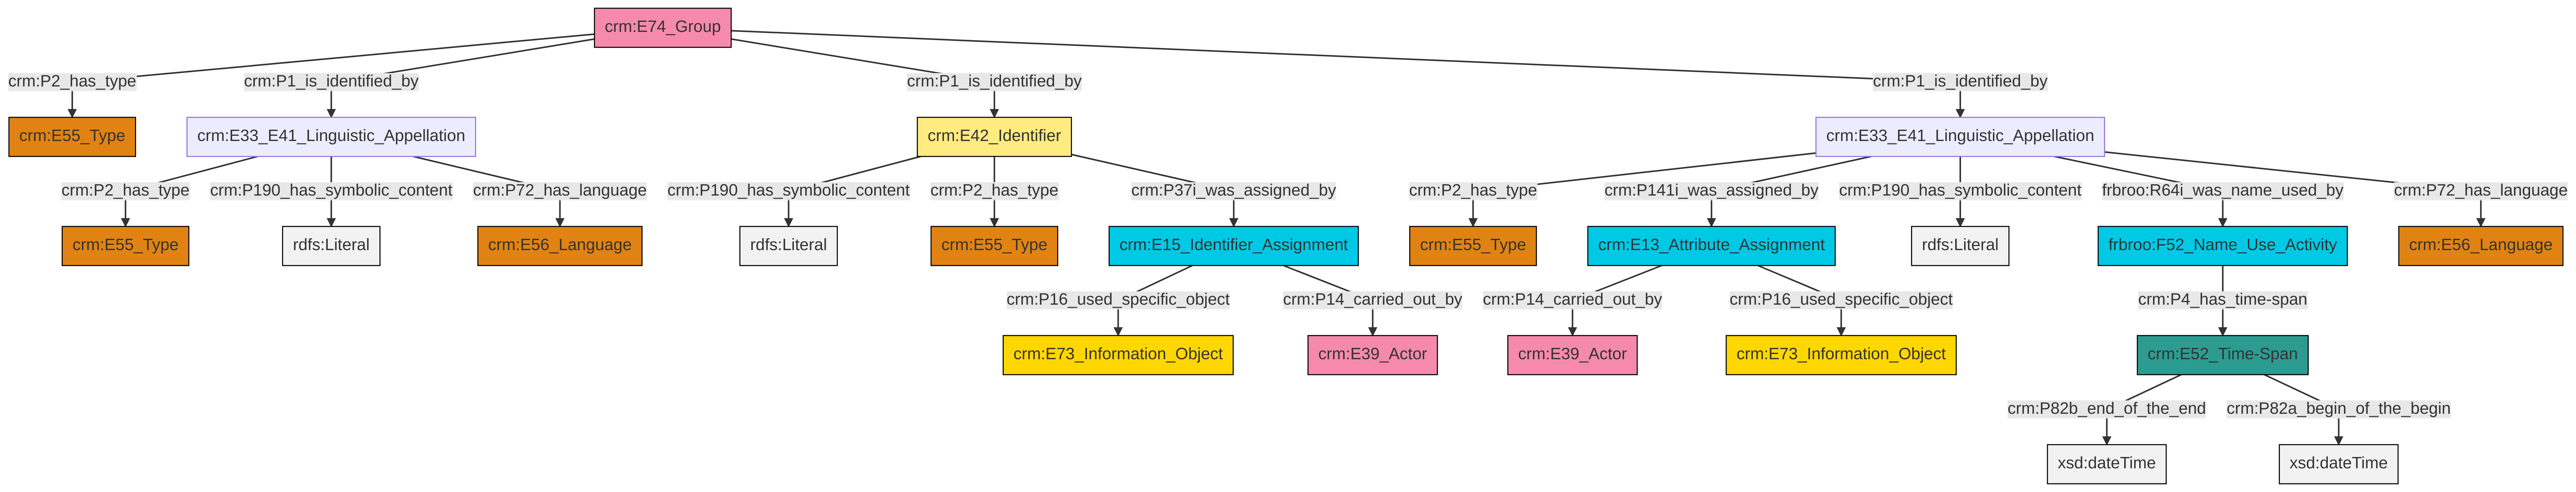 crm:E74_Group
crm:P2_has_type
crm:P1_is_identified_by
crm:P1_is_identified_by
crm:P1_is_identified_by
crm:E55_Type
crm:E33_E41_Linguistic_Appellation
crm:E42_Identifier
crm:E33_E41_Linguistic_Appellation
crm:P2_has_type
crm:P190_has_symbolic_content
crm:P72_has_language
crm:P190_has_symbolic_content
crm:P2_has_type
crm:P37i_was_assigned_by
crm:P2_has_type
crm:P141i_was_assigned_by
crm:P190_has_symbolic_content
frbroo:R64i_was_name_used_by
crm:P72_has_language
crm:E55_Type
rdfs:Literal
crm:E56_Language
rdfs:Literal
crm:E55_Type
crm:E15_Identifier_Assignment
crm:E55_Type
crm:E13_Attribute_Assignment
rdfs:Literal
frbroo:F52_Name_Use_Activity
crm:E56_Language
crm:P16_used_specific_object
crm:P14_carried_out_by
crm:P14_carried_out_by
crm:P16_used_specific_object
crm:P4_has_time-span
crm:E73_Information_Object
crm:E39_Actor
crm:E39_Actor
crm:E73_Information_Object
crm:E52_Time-Span
crm:P82b_end_of_the_end
crm:P82a_begin_of_the_begin
xsd:dateTime
xsd:dateTime